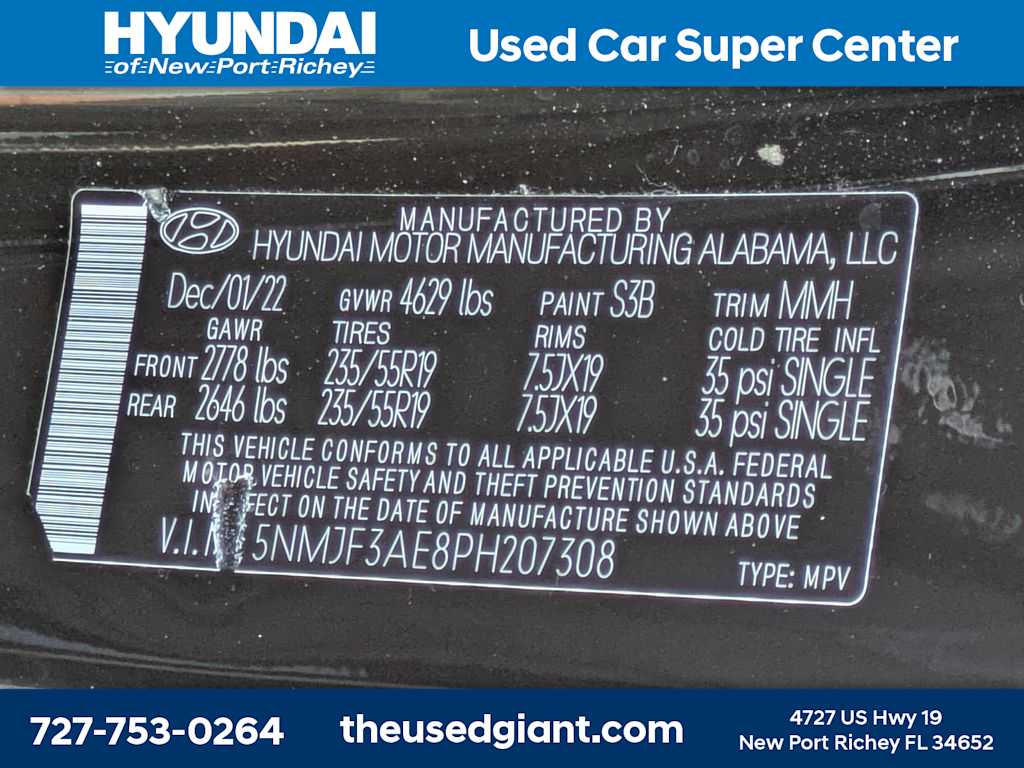 HYUNDAI
of New Port Richey
Used Car Super Center
MANUFACTURED BY
HYUNDAI MOTOR MANUFACTURING ALABAMA, LLC
Dec/01/22 GVWR 4629 lbs PAINT S3B TRIM MMH
GAWR TIRES RIMS COLD TIRE INFL
FRONT 2778 lbs 235/55R19 7.5JX19 35 psi SINGLE
REAR 2646 lbs 235/55R19 7.5JX19 35 psi SINGLE
THIS VEHICLE CONFORMS TO ALL APPLICABLE U.S.A. FEDERAL
MOTOR VEHICLE SAFETY AND THEFT PREVENTION STANDARDS
IN EFFECT ON THE DATE OF MANUFACTURE SHOWN ABOVE
V.I.N 5NMJF3AE8PH207308
TYPE: MPV
727-753-0264
theusedgiant.com
4727 US Hwy 19
New Port Richey FL 34652